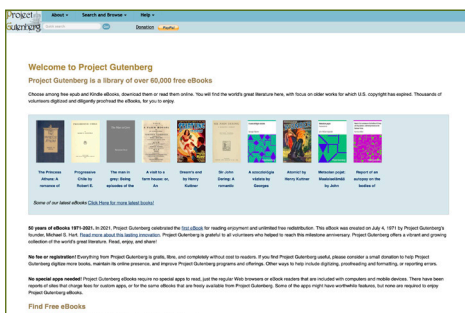 Project Gutenberg
About▼ Search and Browse▼ Help▼
Quick search Go! Donation PayPal
Welcome to Project Gutenberg
Project Gutenberg is a library of over 60,000 free eBooks
Choose among free epub and Kindle eBooks, download them or read them online. You will find the world's great literature here, with focus on older works for which U.S. copyright has expired. Thousands of
volunteers digitized and diligently proofread the eBooks, for you to enjoy.
The Princess Athura: A romance of
Progressive Child by Robert E.
The man in grey: Being episodes of the
A visit to a farm house; or, An
Dream's end by Henry Kuttner
Sir John Dering: A romantic
by Georges
Atomic! by Henry Kuttner
by John
Report of an autopsy on the bodies of
Some of our latest eBooks Click Here for more latest books!
50 years of eBooks 1971-2021. In 2021, Project Gutenberg celebrated the first eBook for reading enjoyment and unlimited free redistribution. This eBook was created on July 4, 1971 by Project Gutenberg's
founder, Michael S. Hart. Read more about this lasting innovation. Project Gutenberg is grateful to all volunteers who helped to reach this milestone anniversary. Project Gutenberg offers a vibrant and growing
collection of the world's great literature. Read, enjoy, and share!
No fee or registration! Everything from Project Gutenberg is gratis, libre, and completely without cost to readers. If you find Project Gutenberg useful, please consider a small donation to help Project
Gutenberg digitize more books, maintain its online presence, and improve Project Gutenberg programs and offerings. Other ways to help include digitizing, proofreading and formatting, or reporting errors.
No special apps needed! Project Gutenberg eBooks require no special apps to read, just the regular Web browsers or eBook readers that are included with computers and mobile devices. There have been
reports of sites that charge fees for custom apps, or for the same eBooks that are freely available from Project Gutenberg. Some of the apps might have worthwhile features, but none are required to enjoy
Project Gutenberg eBooks.
Find Free eBooks